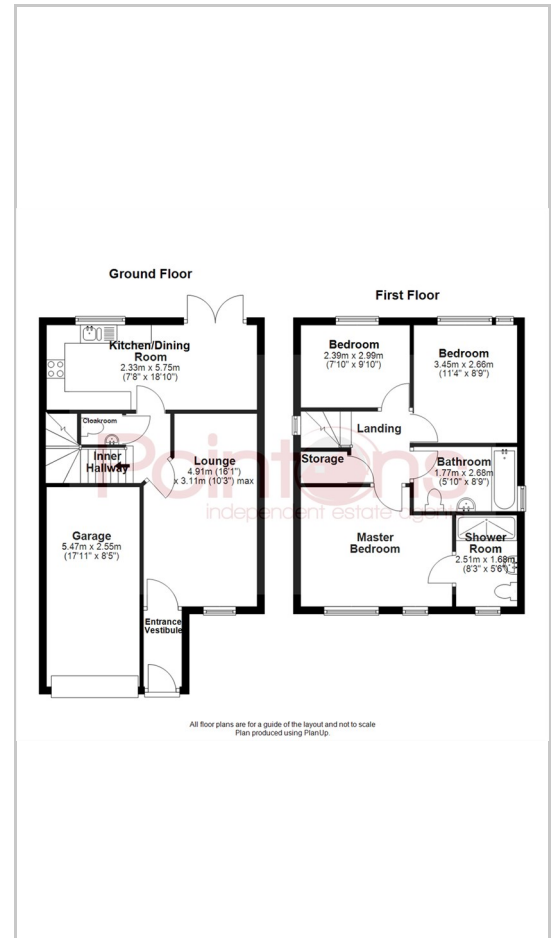 Ground Floor
Kitchen/Dining
Room
2.33m x 5.75m
(7'8" x 18'10")
Cloakroom
Inner
Hallway
Lounge
4.91m (16'1")
x 3.11m (10'3") max
Garage
5.47m x 2.55m
(17'11" x 8'5")
Entrance
Vestibule
First Floor
Bedroom
2.39m x 2.99m
(7'10" x 9'10")
Bedroom
3.45m x 2.66m
(11'4" x 8'9")
Landing
Storage
Bathroom
1.77m x 2.68m
(5'10" x 8'9")
Master
Bedroom
Shower
Room
2.51m x 1.68m
(8'3" x 5'6")
Pointons
independent estate agents
All floor plans are for a guide of the layout and not to scale
Plan produced using PlanUp.